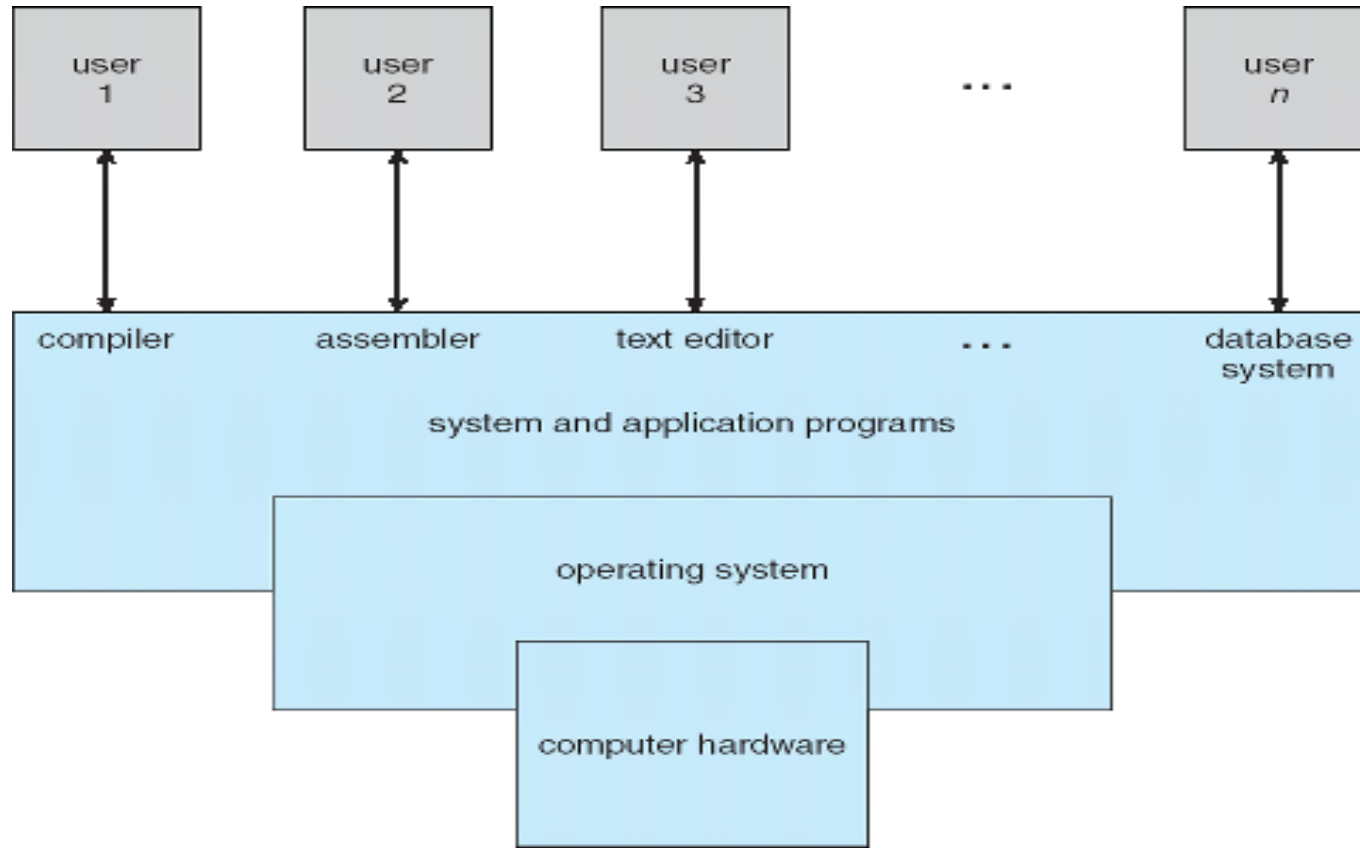 user
1
user
2
user
3
...
user
n
compiler
assembler
text editor
...
database
system
system and application programs
operating system
computer hardware